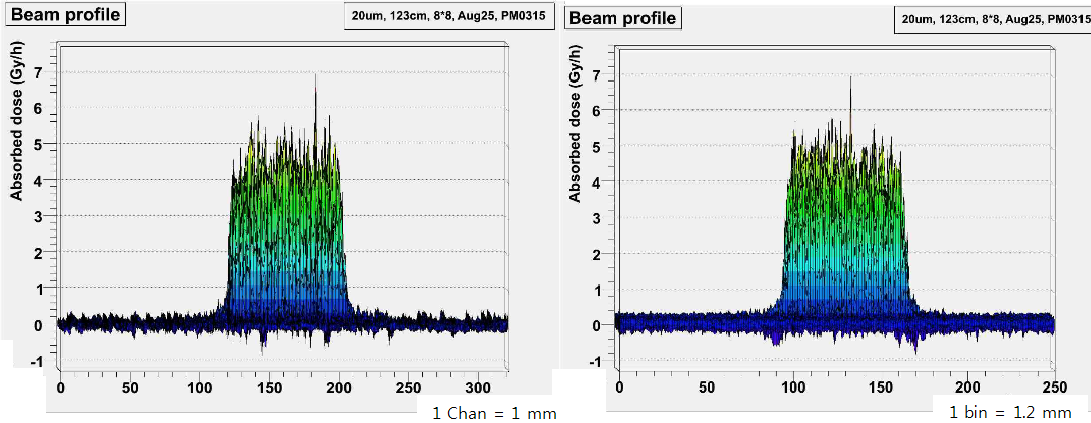 Beam profile
20um, 123cm, 8*8, Aug25, PM0315
Absorbed dose (Gy/h)
7
6
5
4
3
2
1
0
-1
0 50 100 150 200 250 300
1 Chan = 1 mm
Beam profile
20um, 123cm, 8*8, Aug25, PM0315
Absorbed dose (Gy/h)
7
6
5
4
3
2
1
0
-1
0 50 100 150 200 250
1 bin = 1.2 mm